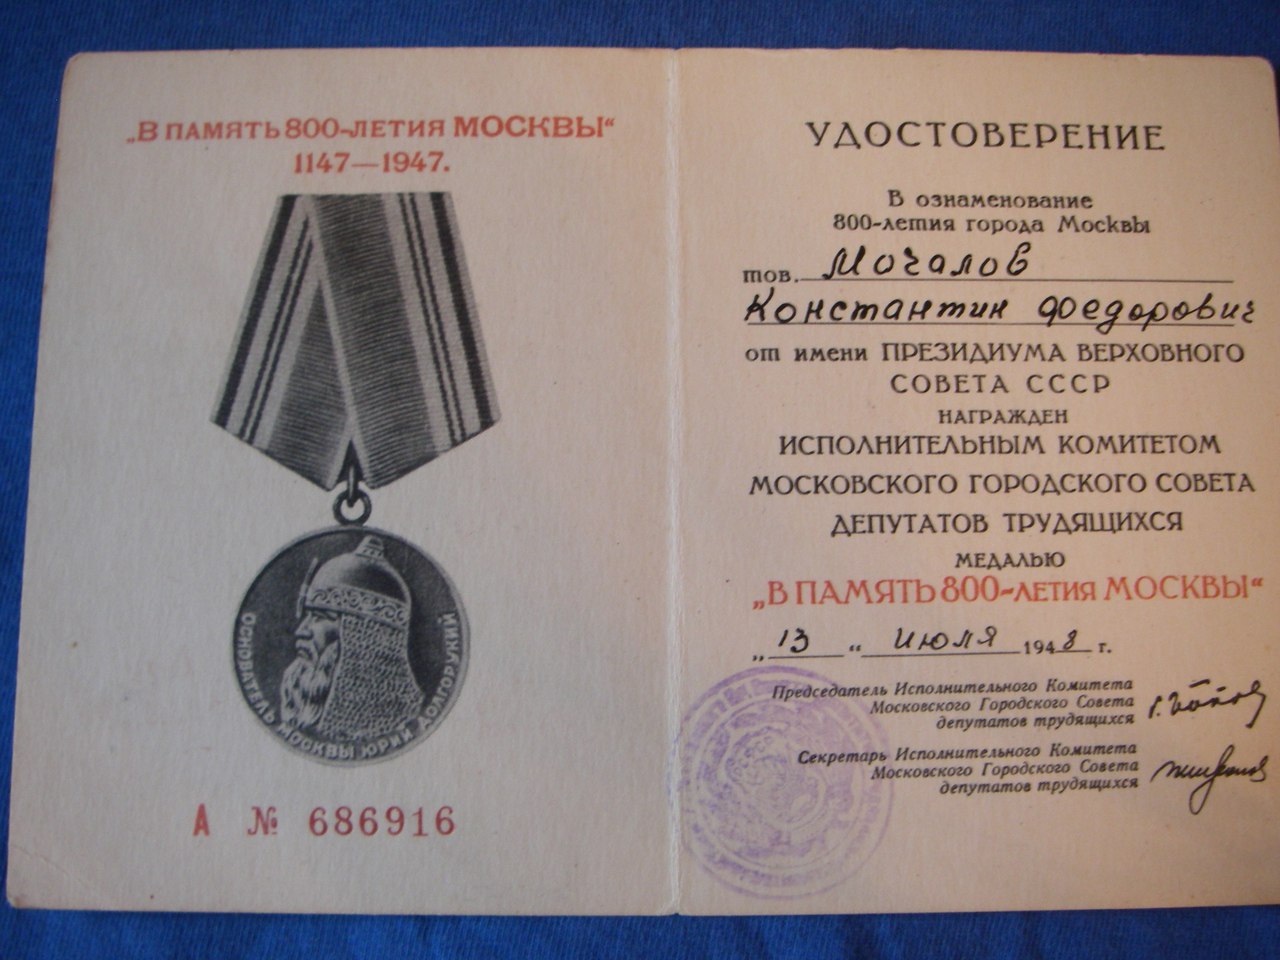 „В ПАМЯТЬ 800-ЛЕТИЯ МОСКВЫ“
1147—1947.
ОСНОВАТЕЛЬ МОСКВЫ ЮРИЙ ДОЛГОРУКИЙ
А № 686916
УДОСТОВЕРЕНИЕ
В ознаменование
800-летия города Москвы
тов. Мочалов
Константин Федорович
от имени ПРЕЗИДИУМА ВЕРХОВНОГО
СОВЕТА СССР
НАГРАЖДЕН
ИСПОЛНИТЕЛЬНЫМ КОМИТЕТОМ
МОСКОВСКОГО ГОРОДСКОГО СОВЕТА
ДЕПУТАТОВ ТРУДЯЩИХСЯ
МЕДАЛЬЮ
„В ПАМЯТЬ 800-ЛЕТИЯ МОСКВЫ“
„13“ июля 1948 г.
Председатель Исполнительного Комитета
Московского Городского Совета
депутатов трудящихся
Секретарь Исполнительного Комитета
Московского Городского Совета
депутатов трудящихся